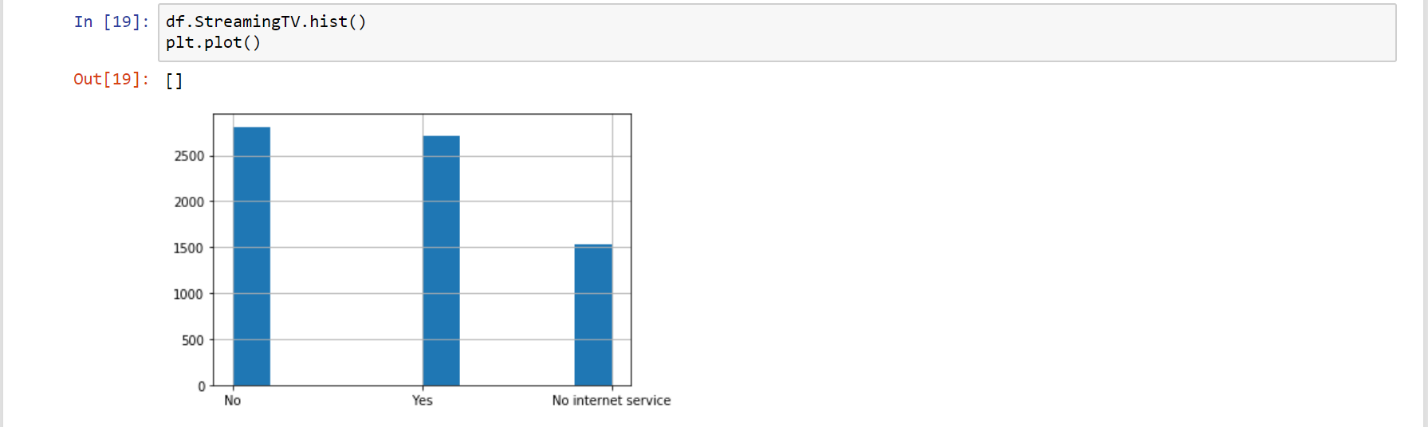 In [19]: df.StreamingTV.hist()
plt.plot()
Out[19]: []
2500
2000
1500
1000
500
0
No Yes No internet service